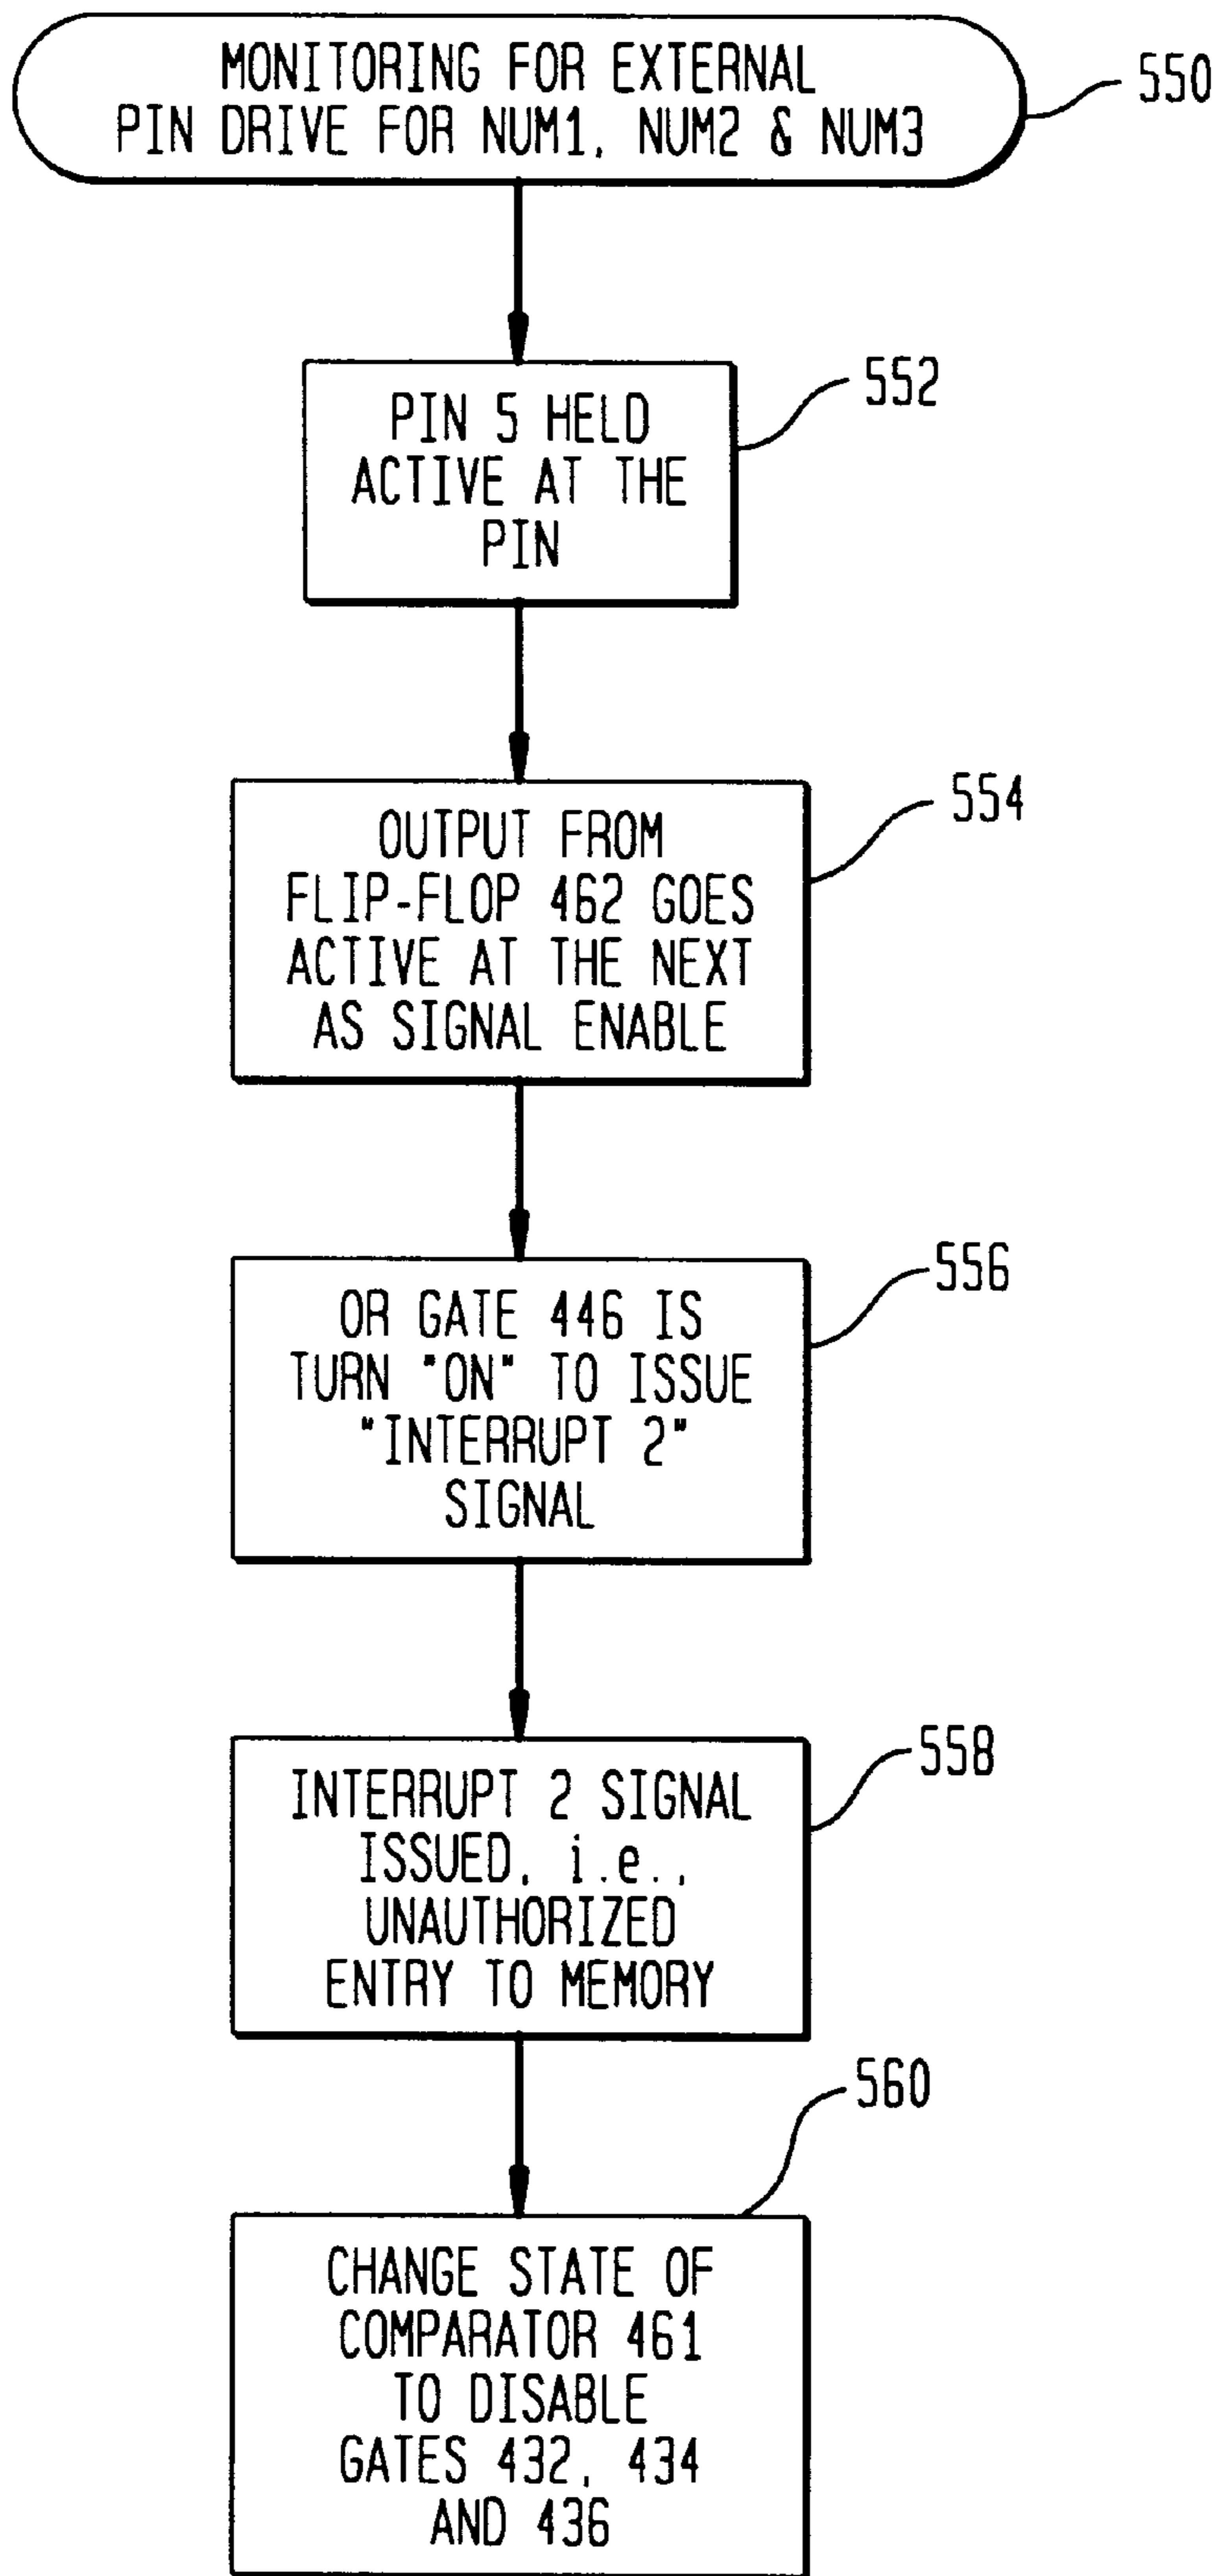 MONITORING FOR EXTERNAL
PIN DRIVE FOR NUM1, NUM2 & NUM3
550
PIN 5 HELD
ACTIVE AT THE
PIN
552
OUTPUT FROM
FLIP-FLOP 462 GOES
ACTIVE AT THE NEXT
AS SIGNAL ENABLE
554
OR GATE 446 IS
TURN "ON" TO ISSUE
"INTERRUPT 2"
SIGNAL
556
INTERRUPT 2 SIGNAL
ISSUED, i.e.,
UNAUTHORIZED
ENTRY TO MEMORY
558
CHANGE STATE OF
COMPARATOR 461
TO DISABLE
GATES 432, 434
AND 436
560